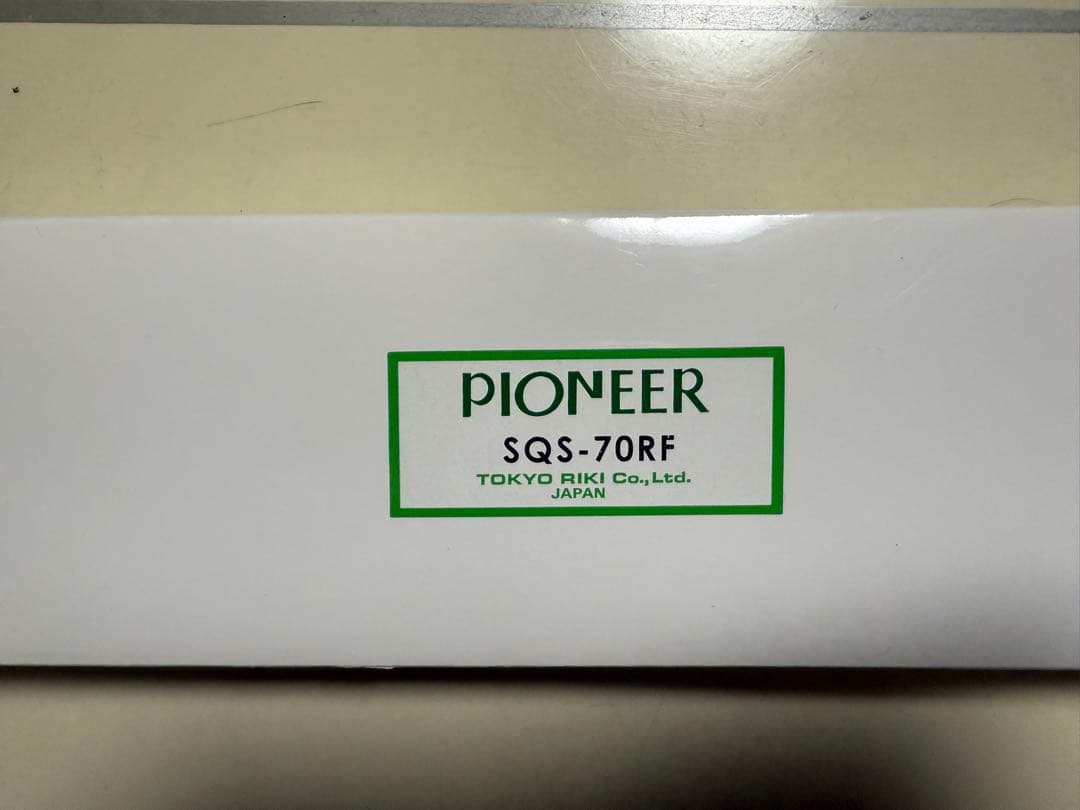 PIONEER
SQS-70RF
TOKYO RIKI Co.,Ltd.
JAPAN